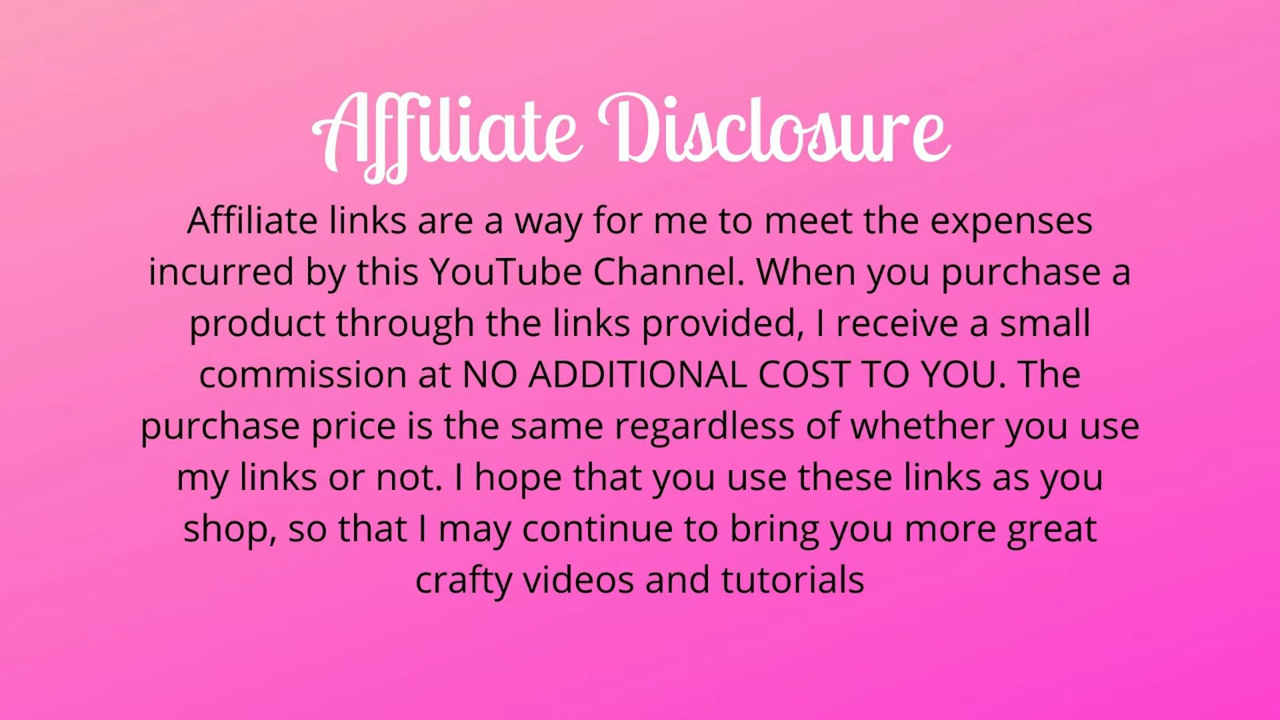 Affiliate Disclosure
Affiliate links are a way for me to meet the expenses
incurred by this YouTube Channel. When you purchase a
product through the links provided, I receive a small
commission at NO ADDITIONAL COST TO YOU. The
purchase price is the same regardless of whether you use
my links or not. I hope that you use these links as you
shop, so that I may continue to bring you more great
crafty videos and tutorials